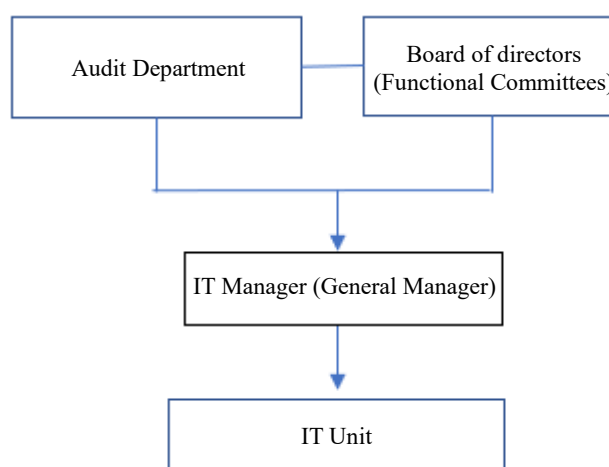 Audit Department
Board of directors
(Functional Committees)
IT Manager (General Manager)
IT Unit